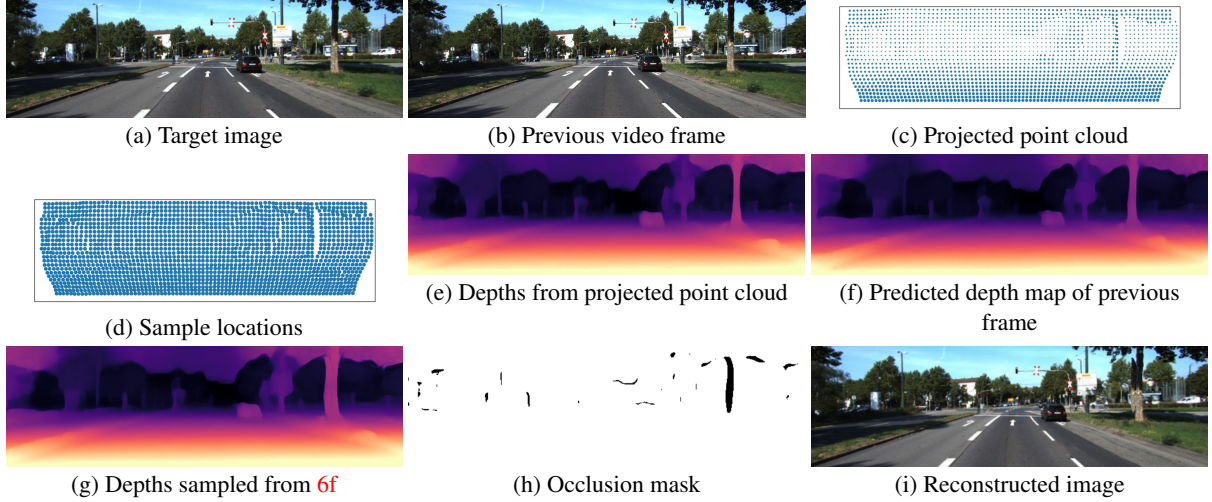 (a) Target image
(b) Previous video frame
(c) Projected point cloud
(d) Sample locations
(e) Depths from projected point cloud
(f) Predicted depth map of previous
frame
(g) Depths sampled from 6f
(h) Occlusion mask
(i) Reconstructed image